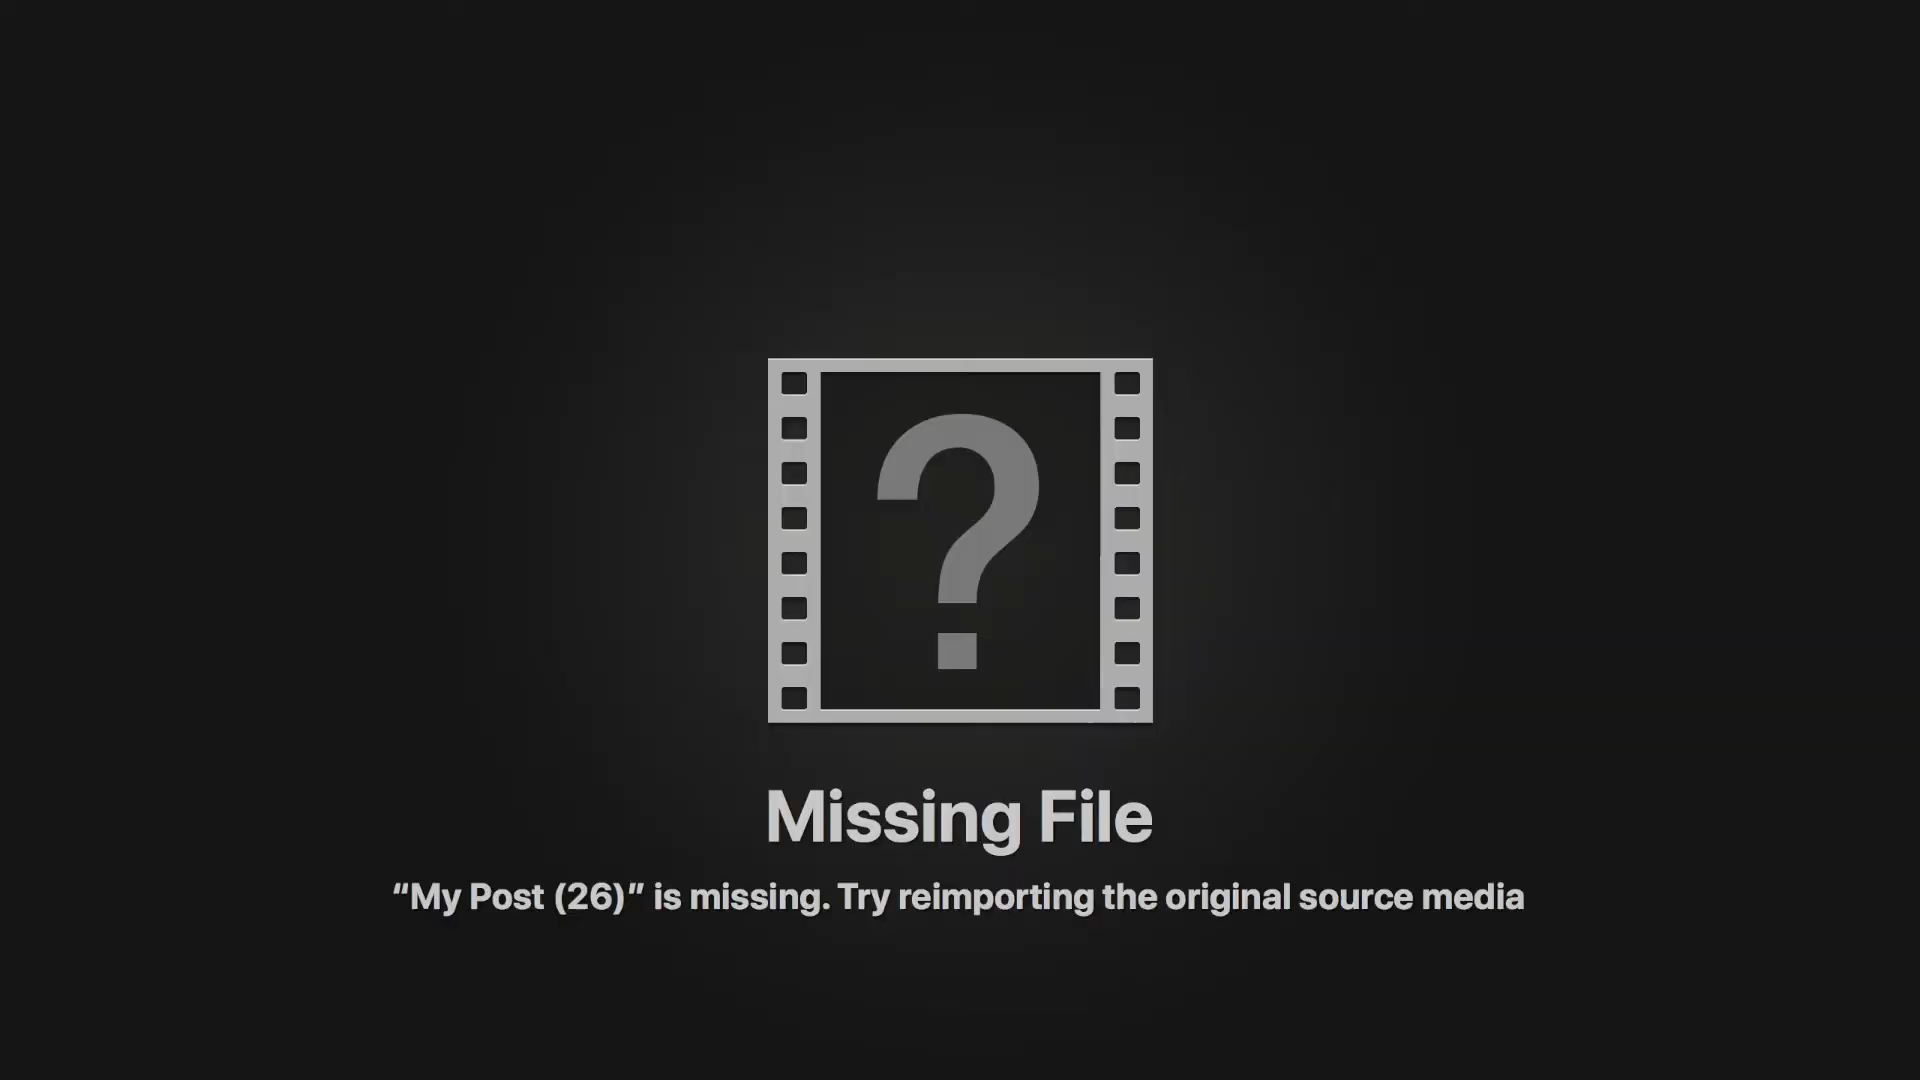 ?
Missing File
“My Post (26)” is missing. Try reimporting the original source media